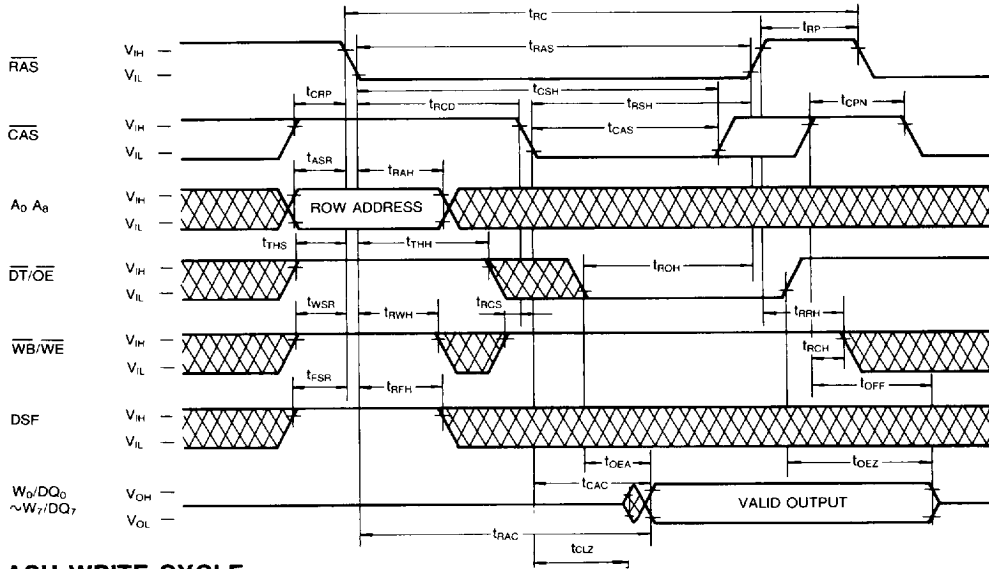 tRC
tRP
RAS
VIH
VIL
tRAS
tCSH
tCRP
tRCD
tRSH
tCPN
CAS
VIH
VIL
tCAS
tASR
tRAH
A0 A8
VIH
VIL
ROW ADDRESS
tTHS
tTHH
DT/OE
VIH
VIL
tROH
tWSR
tRWH
tRCS
tRRH
WB/WE
VIH
VIL
tRCH
tFSR
tRFH
tOFF
DSF
VIH
VIL
tOEA
tOEZ
tCAC
W0/DQ0
~W7/DQ7
VOH
VOL
VALID OUTPUT
tRAC
tCLZ